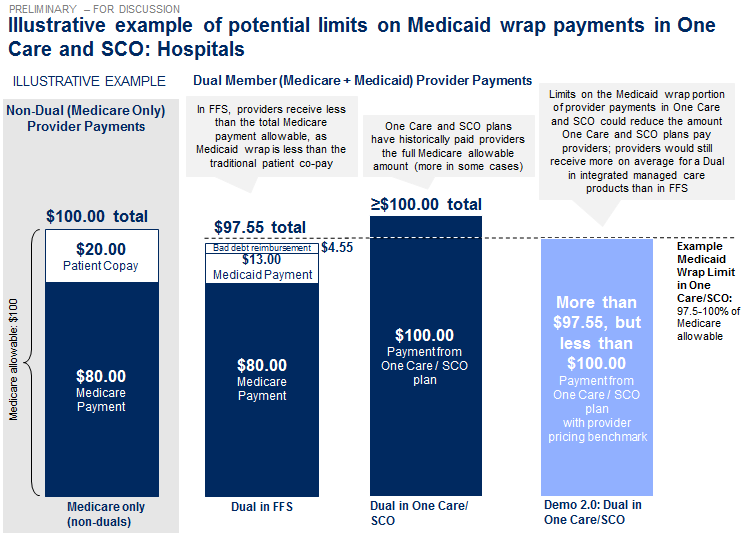 PRELIMINARY – FOR DISCUSSION
Illustrative example of potential limits on Medicaid wrap payments in One
Care and SCO: Hospitals
ILLUSTRATIVE EXAMPLE
Dual Member (Medicare + Medicaid) Provider Payments
Non-Dual (Medicare Only)
Provider Payments
In FFS, providers receive less
than the total Medicare
payment allowable, as
Medicaid wrap is less than the
traditional patient co-pay
One Care and SCO plans
have historically paid providers
the full Medicare allowable
amount (more in some cases)
Limits on the Medicaid wrap portion
of provider payments in One Care
and SCO could reduce the amount
One Care and SCO plans pay
providers; providers would still
receive more on average for a Dual
in integrated managed care
products than in FFS
Medicare allowable: $100
$100.00 total
$20.00
Patient Copay
$80.00
Medicare
Payment
Medicare only
(non-duals)
$97.55 total
Bad debt reimbursement
$4.55
$13.00
Medicaid Payment
$80.00
Medicare
Payment
Dual in FFS
≥$100.00 total
$100.00
Payment from
One Care / SCO
plan
Dual in One Care/
SCO
More than
$97.55, but
less than
$100.00
Payment from
One Care / SCO
plan
with provider
pricing benchmark
Demo 2.0: Dual in
One Care/SCO
Example
Medicaid
Wrap Limit
in One
Care/SCO:
97.5-100% of
Medicare
allowable